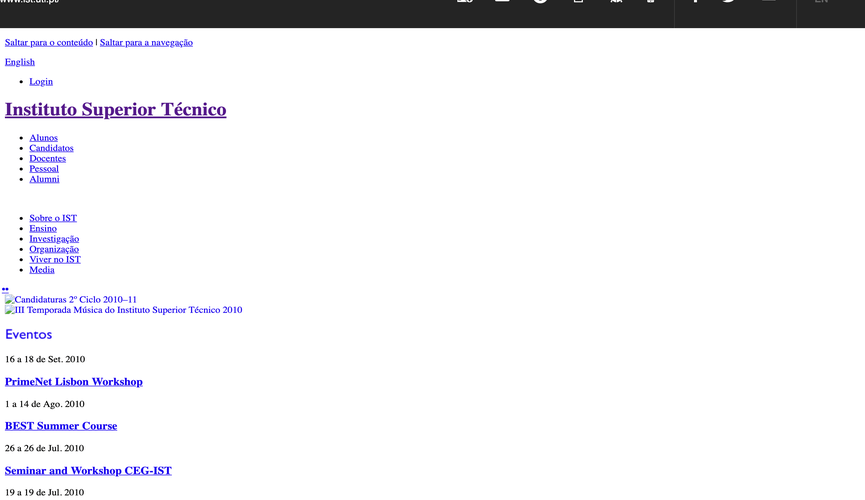 www.ist.utl.pt/
EN
Saltar para o conteúdo | Saltar para a navegação
English
Login
Instituto Superior Técnico
Alunos
Candidatos
Docentes
Pessoal
Alumni
Sobre o IST
Ensino
Investigação
Organização
Viver no IST
Media
Candidaturas 2º Ciclo 2010–11
III Temporada Música do Instituto Superior Técnico 2010
Eventos
16 a 18 de Set. 2010
PrimeNet Lisbon Workshop
1 a 14 de Ago. 2010
BEST Summer Course
26 a 26 de Jul. 2010
Seminar and Workshop CEG-IST
19 a 19 de Jul. 2010